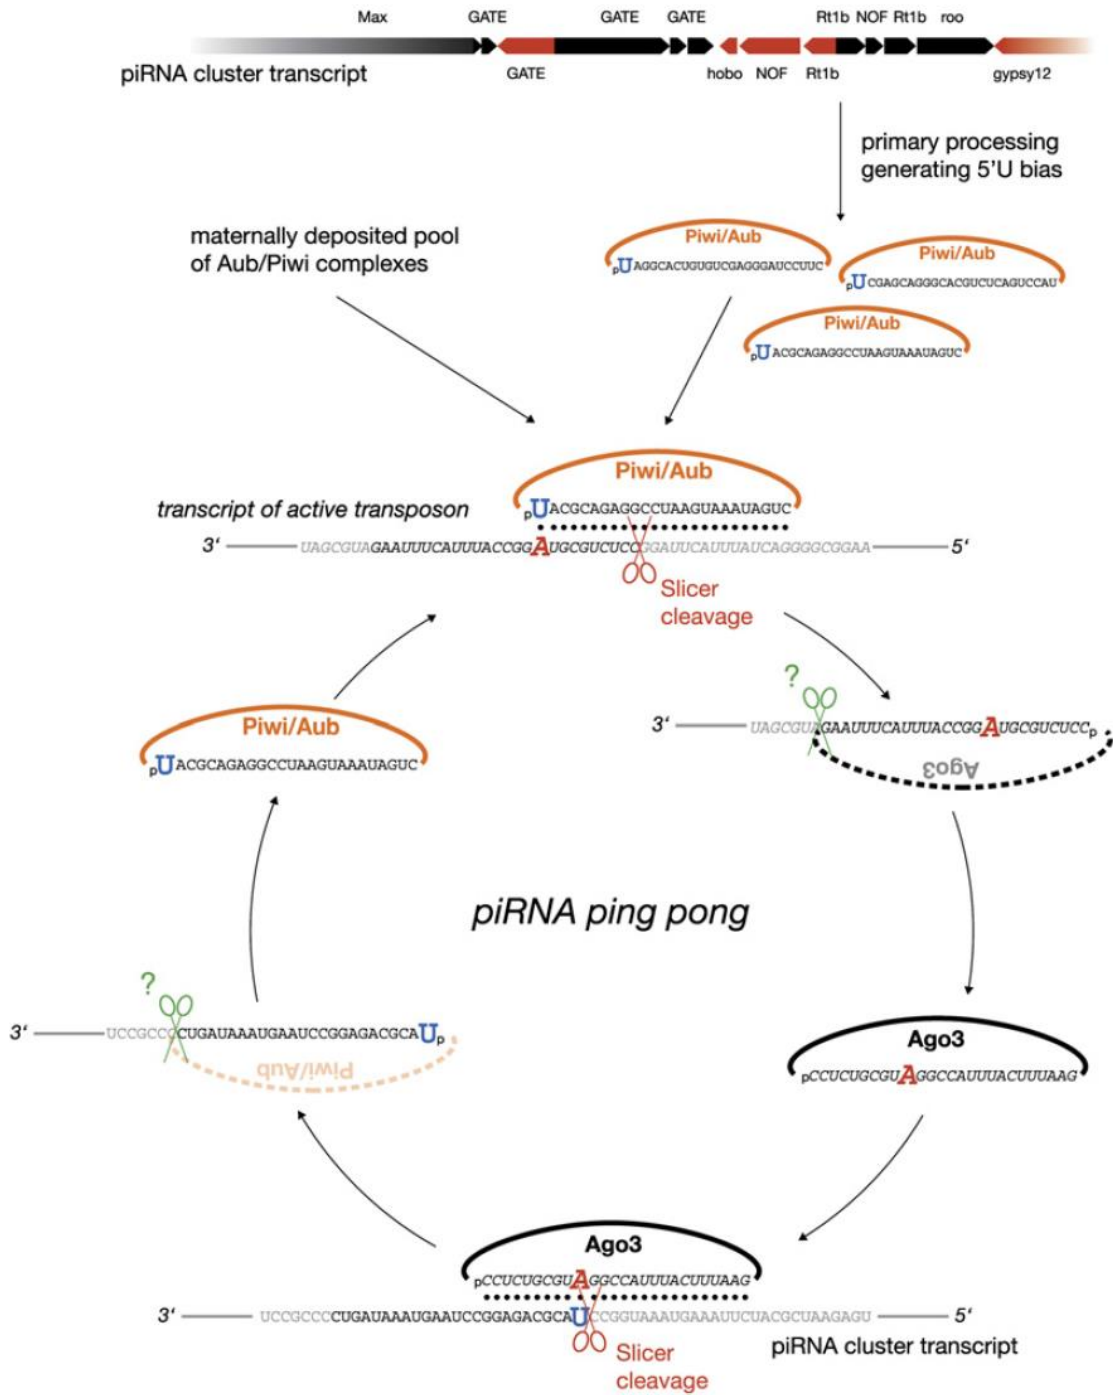 Max GATE GATE GATE Rt1b NOF Rt1b roo
piRNA cluster transcript
GATE hobo NOF Rt1b gypsy12
primary processing
generating 5'U bias
maternally deposited pool
of Aub/Piwi complexes
Piwi/Aub
pUAGGCACUGUGUCGAGGGAUCCUUC
Piwi/Aub
pUCGAGCAGGGCACGUCUCAGUCCAU
Piwi/Aub
pUACGCAGAGGCCUAAGUAAAUAGUC
Piwi/Aub
pUACGCAGAGGCCUAAGUAAAUAGUC
transcript of active transposon
3' UAGCGUAGAAUUUCAUUUACCGGAUGCGUCUCCGGAUUCAUUUAUCAGGGGCGGAA 5'
Slicer
cleavage
?
3' UAGCGUAGAAUUUCAUUUACCGGAUGCGUCUCCp
Ago3
Piwi/Aub
pUACGCAGAGGCCUAAGUAAAUAGUC
piRNA ping pong
?
3' UCCGCCCCUGAUAAAUGAAUCCGGAGACGCAUp
Piwi/Aub
Ago3
pCCUCUGCGUAGGCCAUUUACUUUAAG
Ago3
pCCUCUGCGUAGGCCAUUUACUUUAAG
3' UCCGCCCCUGAUAAAUGAAUCCGGAGACGCAUCCGGUAAAUGAAAUUCUACGCUAAGAGU 5'
Slicer
cleavage
piRNA cluster transcript